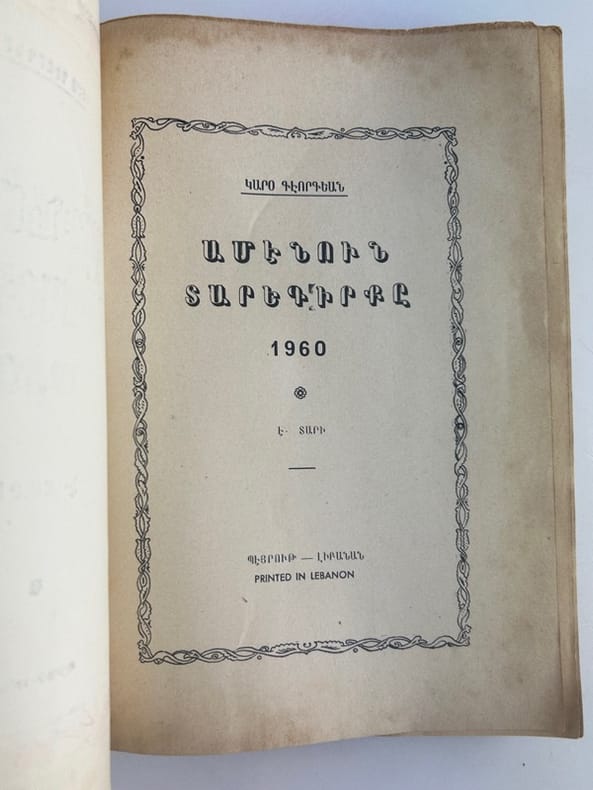 ԿԱՐՕ ԳԷՈՐԳԵԱՆ
ԱՄԷՆՈՒՆ
ՏԱՐԵԳԻՐՔԸ
1960
Է. ՏԱՐԻ
ՊԷՅՐՈՒԹ — ԼԻԲԱՆԱՆ
PRINTED IN LEBANON